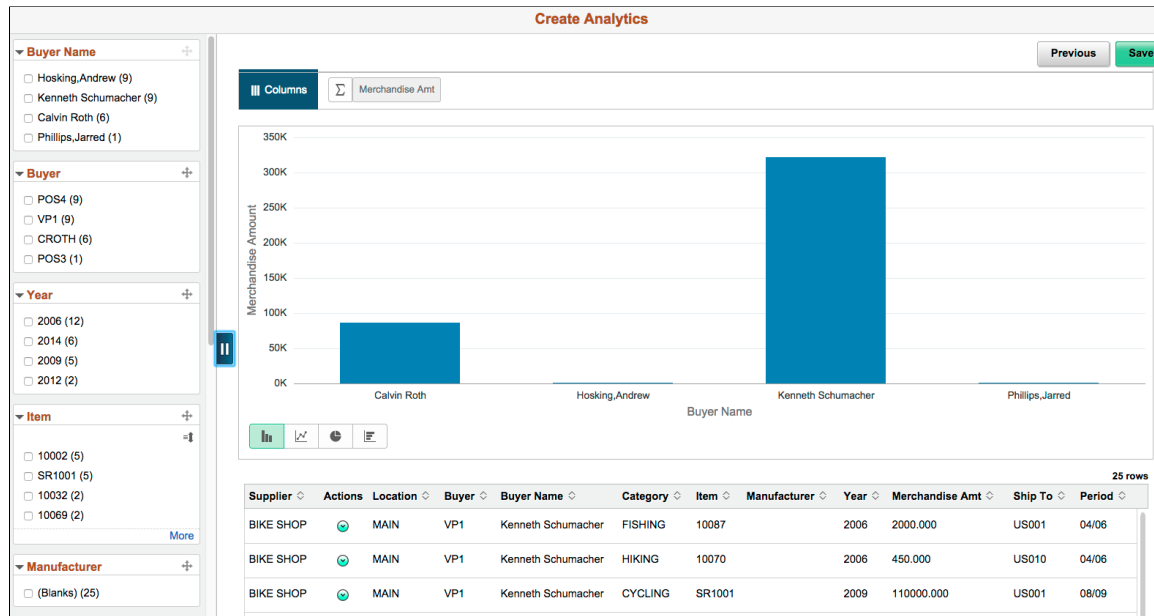 Create Analytics
Previous
Save
Buyer Name
Hosking,Andrew (9)
Kenneth Schumacher (9)
Calvin Roth (6)
Phillips,Jarred (1)
Buyer
POS4 (9)
VP1 (9)
CROTH (6)
POS3 (1)
Year
2006 (12)
2014 (6)
2009 (5)
2012 (2)
Item
10002 (5)
SR1001 (5)
10032 (2)
10069 (2)
More
Manufacturer
(Blanks) (25)
Columns
Σ Merchandise Amt
Merchandise Amount
350K
300K
250K
200K
150K
100K
50K
0K
Calvin Roth Hosking,Andrew Kenneth Schumacher Phillips,Jarred
Buyer Name
25 rows
Supplier Actions Location Buyer Buyer Name Category Item Manufacturer Year Merchandise Amt Ship To Period
BIKE SHOP MAIN VP1 Kenneth Schumacher FISHING 10087 2006 2000.000 US001 04/06
BIKE SHOP MAIN VP1 Kenneth Schumacher HIKING 10070 2006 450.000 US010 04/06
BIKE SHOP MAIN VP1 Kenneth Schumacher CYCLING SR1001 2009 110000.000 US001 08/09